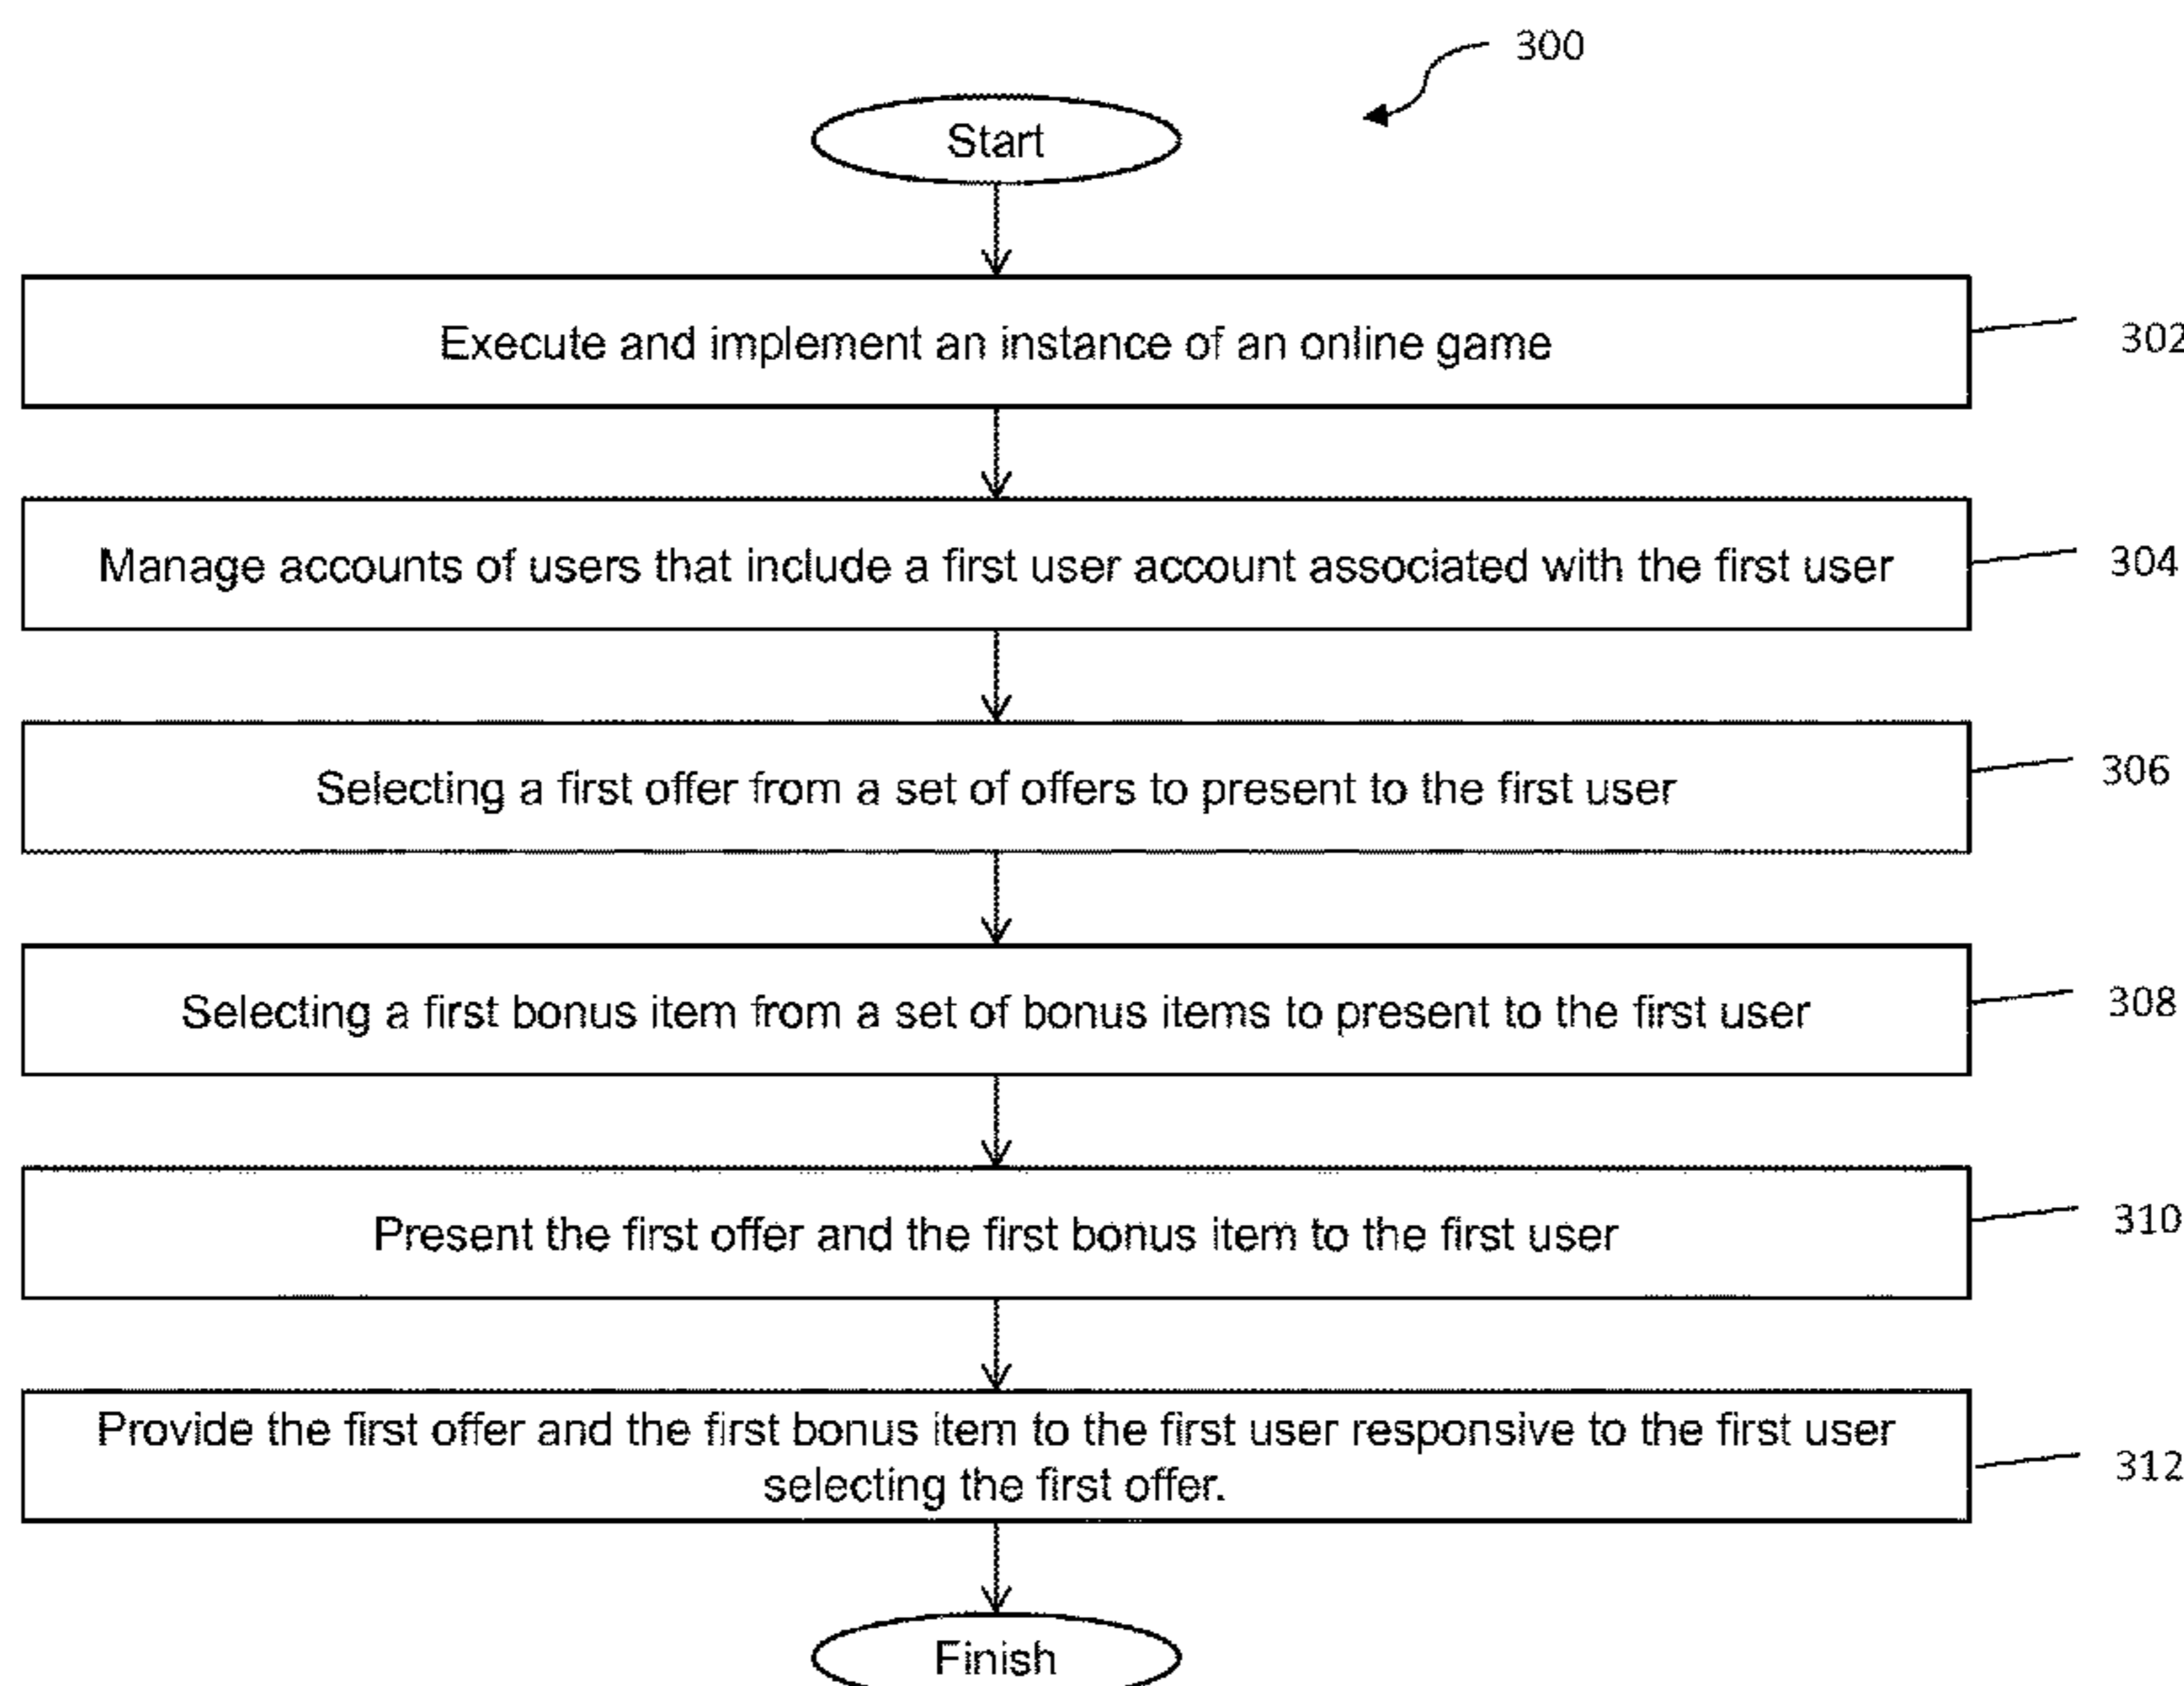 300
Start
Execute and implement an instance of an online game
302
Manage accounts of users that include a first user account associated with the first user
304
Selecting a first offer from a set of offers to present to the first user
306
Selecting a first bonus item from a set of bonus items to present to the first user
308
Present the first offer and the first bonus item to the first user
310
Provide the first offer and the first bonus item to the first user responsive to the first user
selecting the first offer.
312
Finish